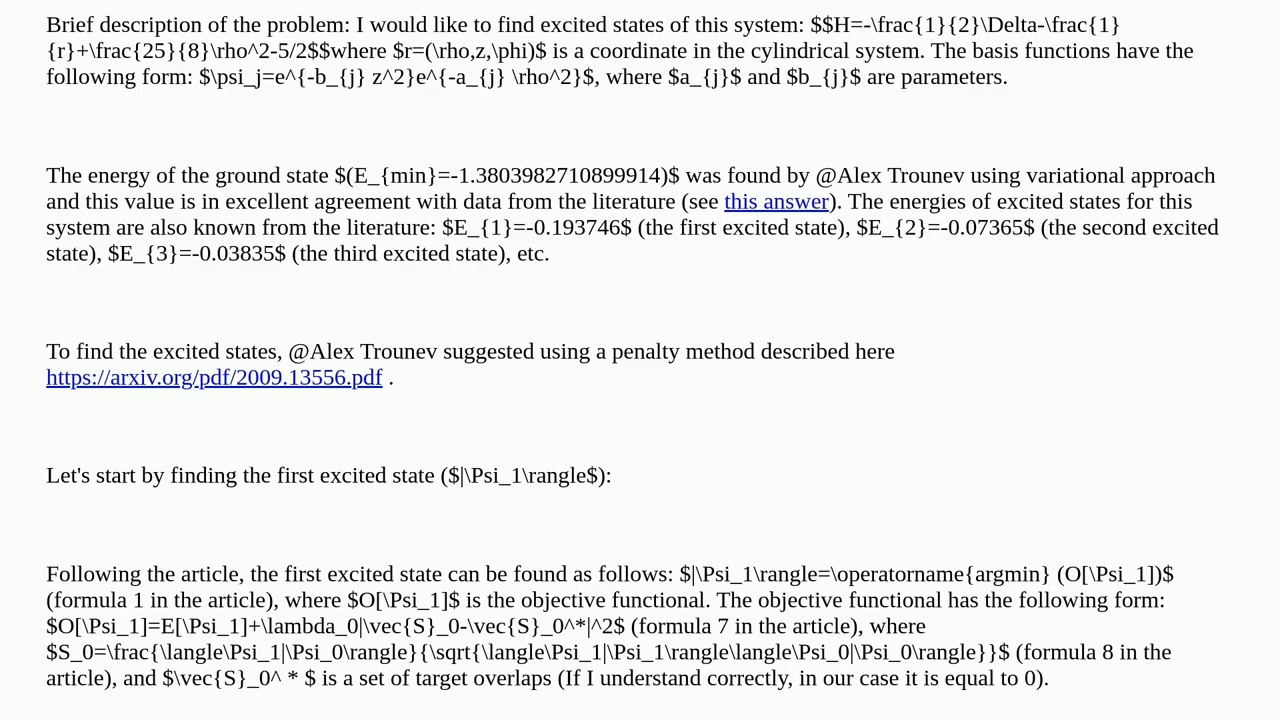 Brief description of the problem: I would like to find excited states of this system: $$H=-\frac{1}{2}\Delta-\frac{1}
{r}+\frac{25}{8}\rho^2-5/2$$where $r=(\rho,z,\phi)$ is a coordinate in the cylindrical system. The basis functions have the
following form: $\psi_j=e^{-b_{j} z^2}e^{-a_{j} \rho^2}$, where $a_{j}$ and $b_{j}$ are parameters.
The energy of the ground state $(E_{min}=-1.3803982710899914)$ was found by @Alex Trounev using variational approach
and this value is in excellent agreement with data from the literature (see this answer). The energies of excited states for this
system are also known from the literature: $E_{1}=-0.193746$ (the first excited state), $E_{2}=-0.07365$ (the second excited
state), $E_{3}=-0.03835$ (the third excited state), etc.
To find the excited states, @Alex Trounev suggested using a penalty method described here
https://arxiv.org/pdf/2009.13556.pdf .
Let's start by finding the first excited state ($|\Psi_1\rangle$):
Following the article, the first excited state can be found as follows: $|\Psi_1\rangle=\operatorname{argmin} (O[\Psi_1])$
(formula 1 in the article), where $O[\Psi_1]$ is the objective functional. The objective functional has the following form:
$O[\Psi_1]=E[\Psi_1]+\lambda_0|\vec{S}_0-\vec{S}_0^*|^2$ (formula 7 in the article), where
$S_0=\frac{\langle\Psi_1|\Psi_0\rangle}{\sqrt{\langle\Psi_1|\Psi_1\rangle\langle\Psi_0|\Psi_0\rangle}}$ (formula 8 in the
article), and $\vec{S}_0^ * $ is a set of target overlaps (If I understand correctly, in our case it is equal to 0).